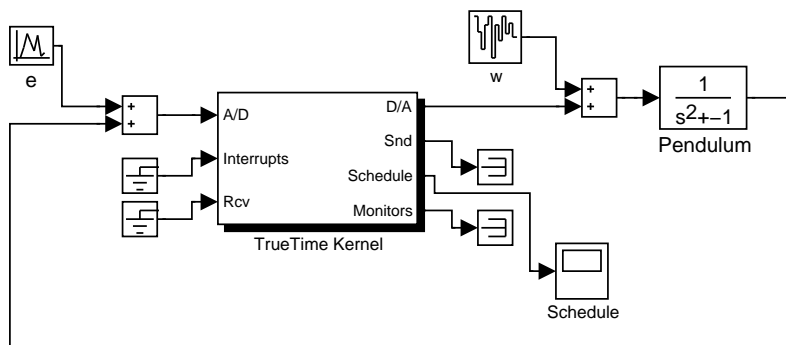 e
w
+
+
A/D
Interrupts
Rcv
D/A
Snd
Schedule
Monitors
TrueTime Kernel
+
+
1
s2+−1
Pendulum
Schedule